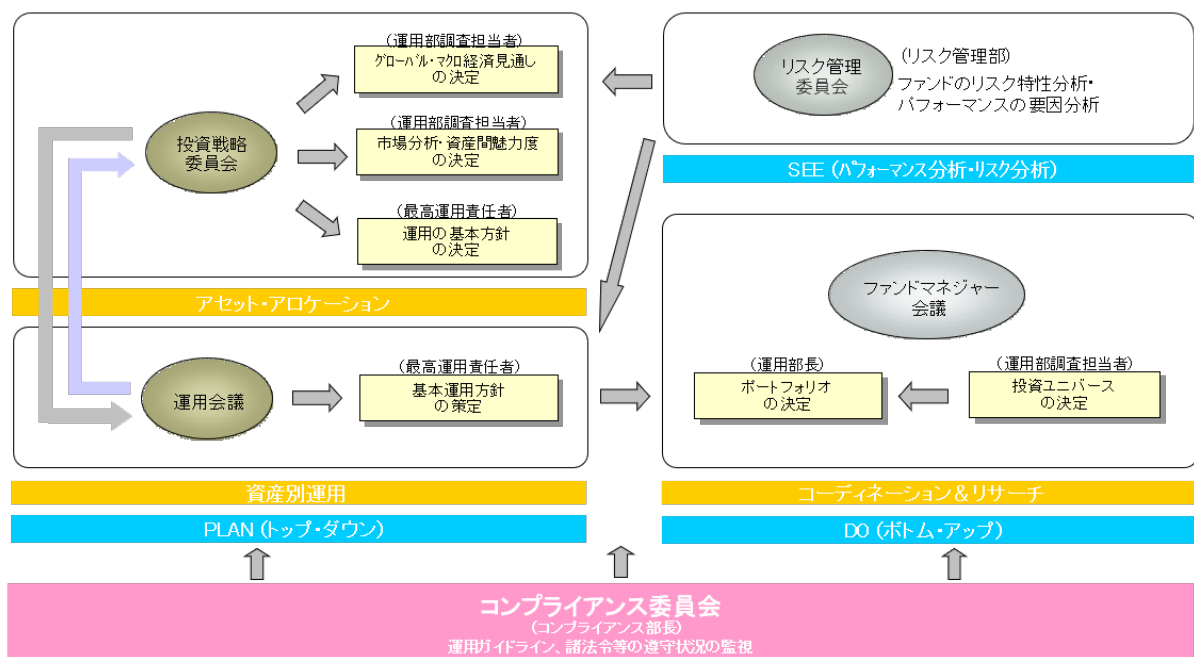 (運用部調査担当者)
グローバル・マクロ経済見通し
の決定
投資戦略
委員会
(運用部調査担当者)
市場分析・資産間魅力度
の決定
(最高運用責任者)
運用の基本方針
の決定
アセット・アロケーション
運用会議
(最高運用責任者)
基本運用方針
の策定
資産別運用
PLAN (トップ・ダウン)
リスク管理
委員会
(リスク管理部)
ファンドのリスク特性分析・
パフォーマンスの要因分析
SEE (パフォーマンス分析・リスク分析)
ファンドマネジャー
会議
(運用部長)
ポートフォリオ
の決定
(運用部調査担当者)
投資ユニバース
の決定
コーディネーション&リサーチ
DO (ボトム・アップ)
コンプライアンス委員会
(コンプライアンス部長)
運用ガイドライン、諸法令等の遵守状況の監視